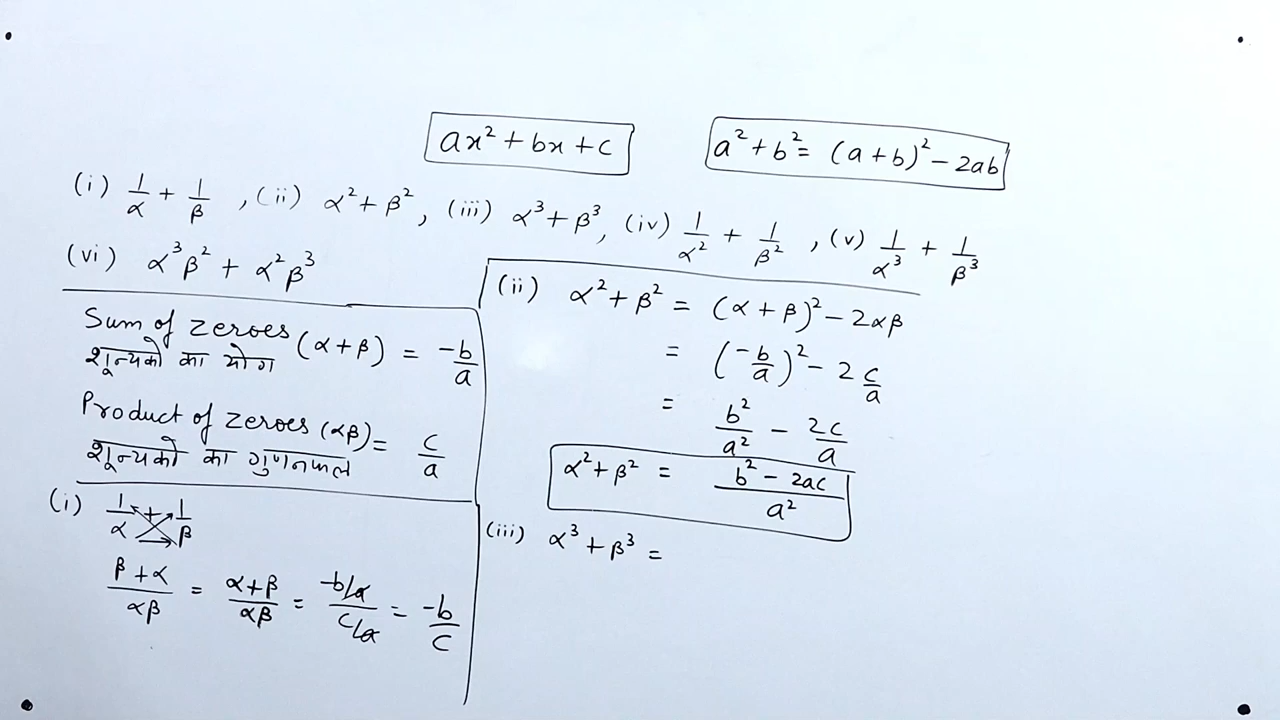 ax² + bx + c
a² + b² = (a+b)² - 2ab
(i) 1/α + 1/β , (ii) α² + β² , (iii) α³ + β³ , (iv) 1/α² + 1/β² , (v) 1/α³ + 1/β³
(vi) α³β² + α²β³
Sum of zeroes (α+β) = -b/a
शून्यको का योग
Product of zeroes (αβ) = c/a
शून्यको का गुणनफल
(i) 1/α + 1/β
β+α/αβ = α+β/αβ = -b/a/c/a = -b/c
(ii) α² + β² = (α + β)² - 2αβ
= (-b/a)² - 2 c/a
= b²/a² - 2c/a
α² + β² = b² - 2ac/a²
(iii) α³ + β³ =